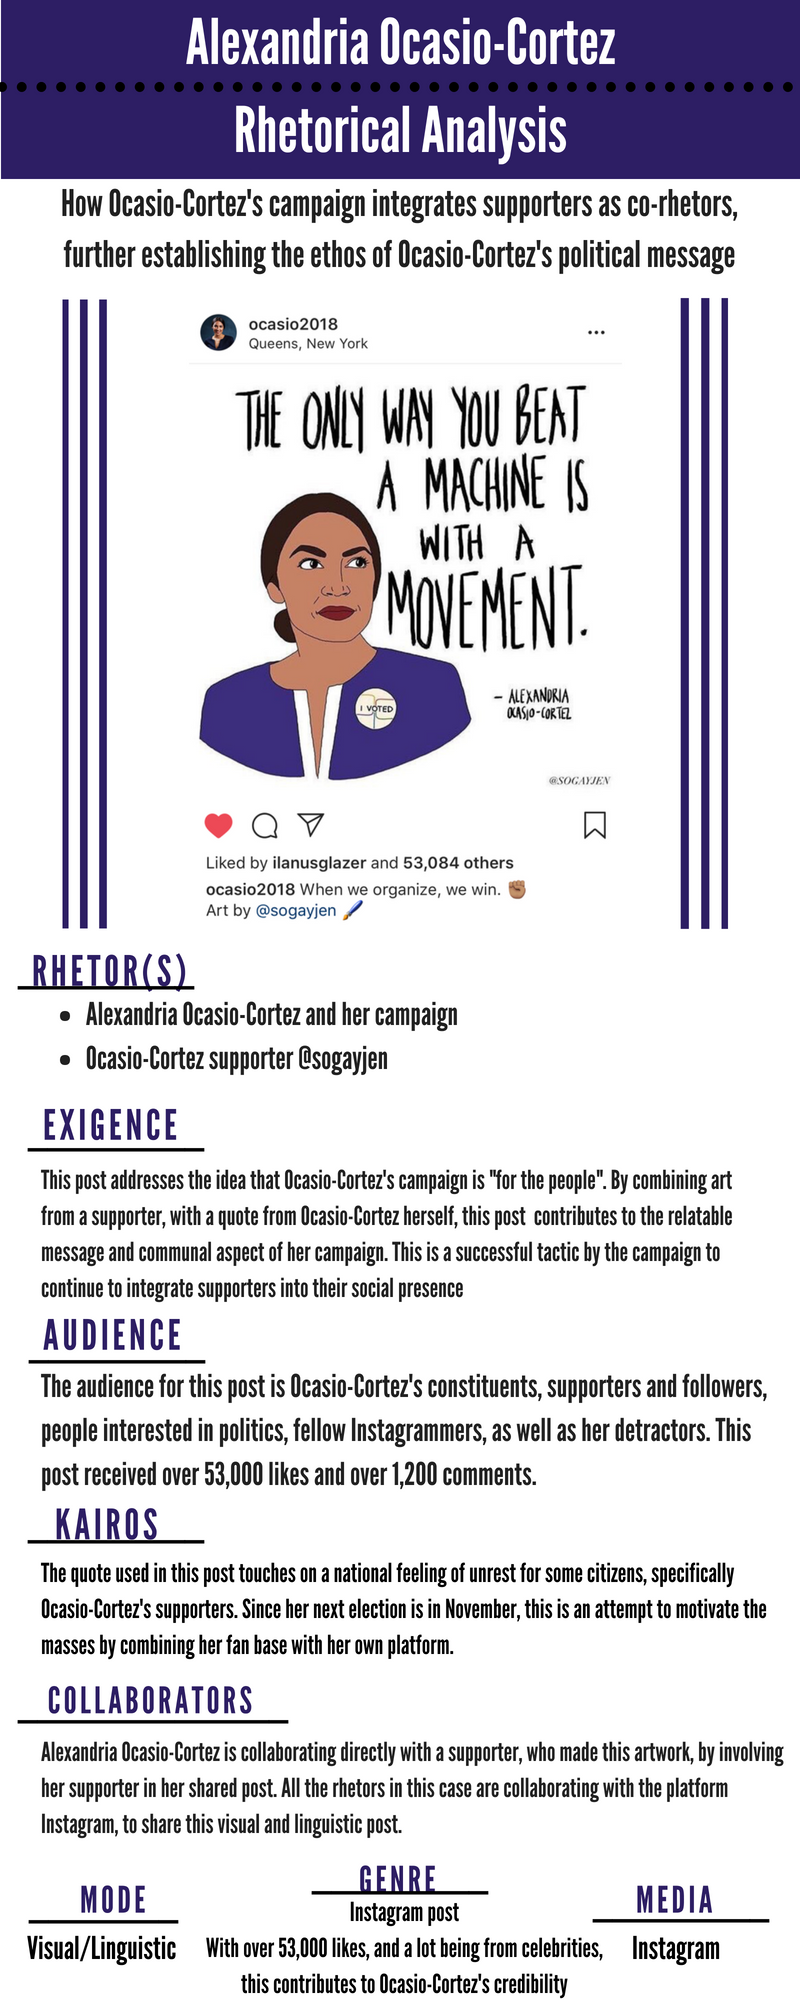 Alexandria Ocasio-Cortez
Rhetorical Analysis
How Ocasio-Cortez's campaign integrates supporters as co-rhetors,
further establishing the ethos of Ocasio-Cortez's political message
ocasio2018
Queens, New York
THE ONLY WAY YOU BEAT
A MACHINE IS
WITH A
MOVEMENT.
I VOTED
- ALEXANDRIA
OCASIO-CORTEZ
@SOGAYJEN
Liked by ilanusglazer and 53,084 others
ocasio2018 When we organize, we win. ✊🏽
Art by @sogayjen 🖌️
RHETOR(S)
• Alexandria Ocasio-Cortez and her campaign
• Ocasio-Cortez supporter @sogayjen
EXIGENCE
This post addresses the idea that Ocasio-Cortez's campaign is "for the people". By combining art
from a supporter, with a quote from Ocasio-Cortez herself, this post contributes to the relatable
message and communal aspect of her campaign. This is a successful tactic by the campaign to
continue to integrate supporters into their social presence
AUDIENCE
The audience for this post is Ocasio-Cortez's constituents, supporters and followers,
people interested in politics, fellow Instagrammers, as well as her detractors. This
post received over 53,000 likes and over 1,200 comments.
KAIROS
The quote used in this post touches on a national feeling of unrest for some citizens, specifically
Ocasio-Cortez's supporters. Since her next election is in November, this is an attempt to motivate the
masses by combining her fan base with her own platform.
COLLABORATORS
Alexandria Ocasio-Cortez is collaborating directly with a supporter, who made this artwork, by involving
her supporter in her shared post. All the rhetors in this case are collaborating with the platform
Instagram, to share this visual and linguistic post.
MODE
Visual/Linguistic
GENRE
Instagram post
With over 53,000 likes, and a lot being from celebrities,
this contributes to Ocasio-Cortez's credibility
MEDIA
Instagram